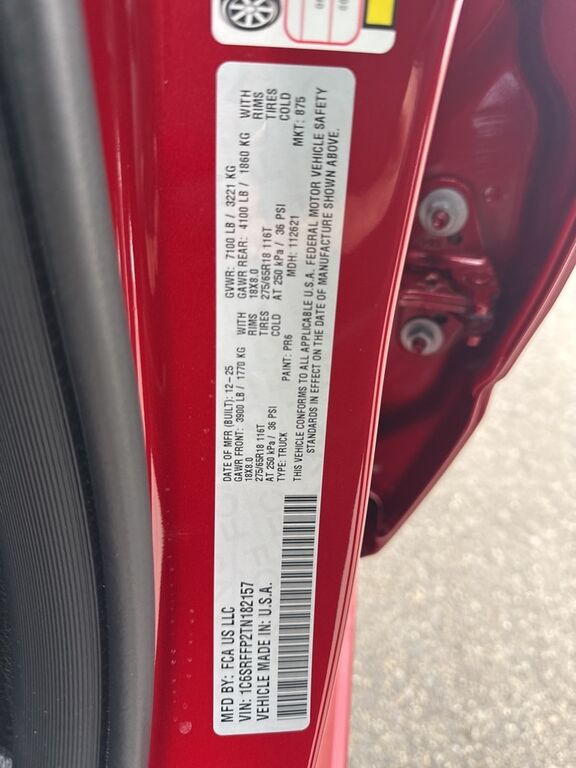 MFD BY: FCA US LLC
VIN: 1C6SRFFP2TN182157
VEHICLE MADE IN: U.S.A.
DATE OF MFR (BUILT): 12-25 GVWR: 7100 LB / 3221 KG
GAWR FRONT: 3900 LB / 1770 KG WITH GAWR REAR: 4100 LB / 1860 KG WITH
18X8.0 RIMS 18X8.0 RIMS
275/65R18 116T TIRES 275/65R18 116T TIRES
AT 250 kPa / 36 PSI COLD AT 250 kPa / 36 PSI COLD
TYPE: TRUCK PAINT: PR6 MDH: 112621 MKT: 875
THIS VEHICLE CONFORMS TO ALL APPLICABLE U.S.A. FEDERAL MOTOR VEHICLE SAFETY
STANDARDS IN EFFECT ON THE DATE OF MANUFACTURE SHOWN ABOVE.